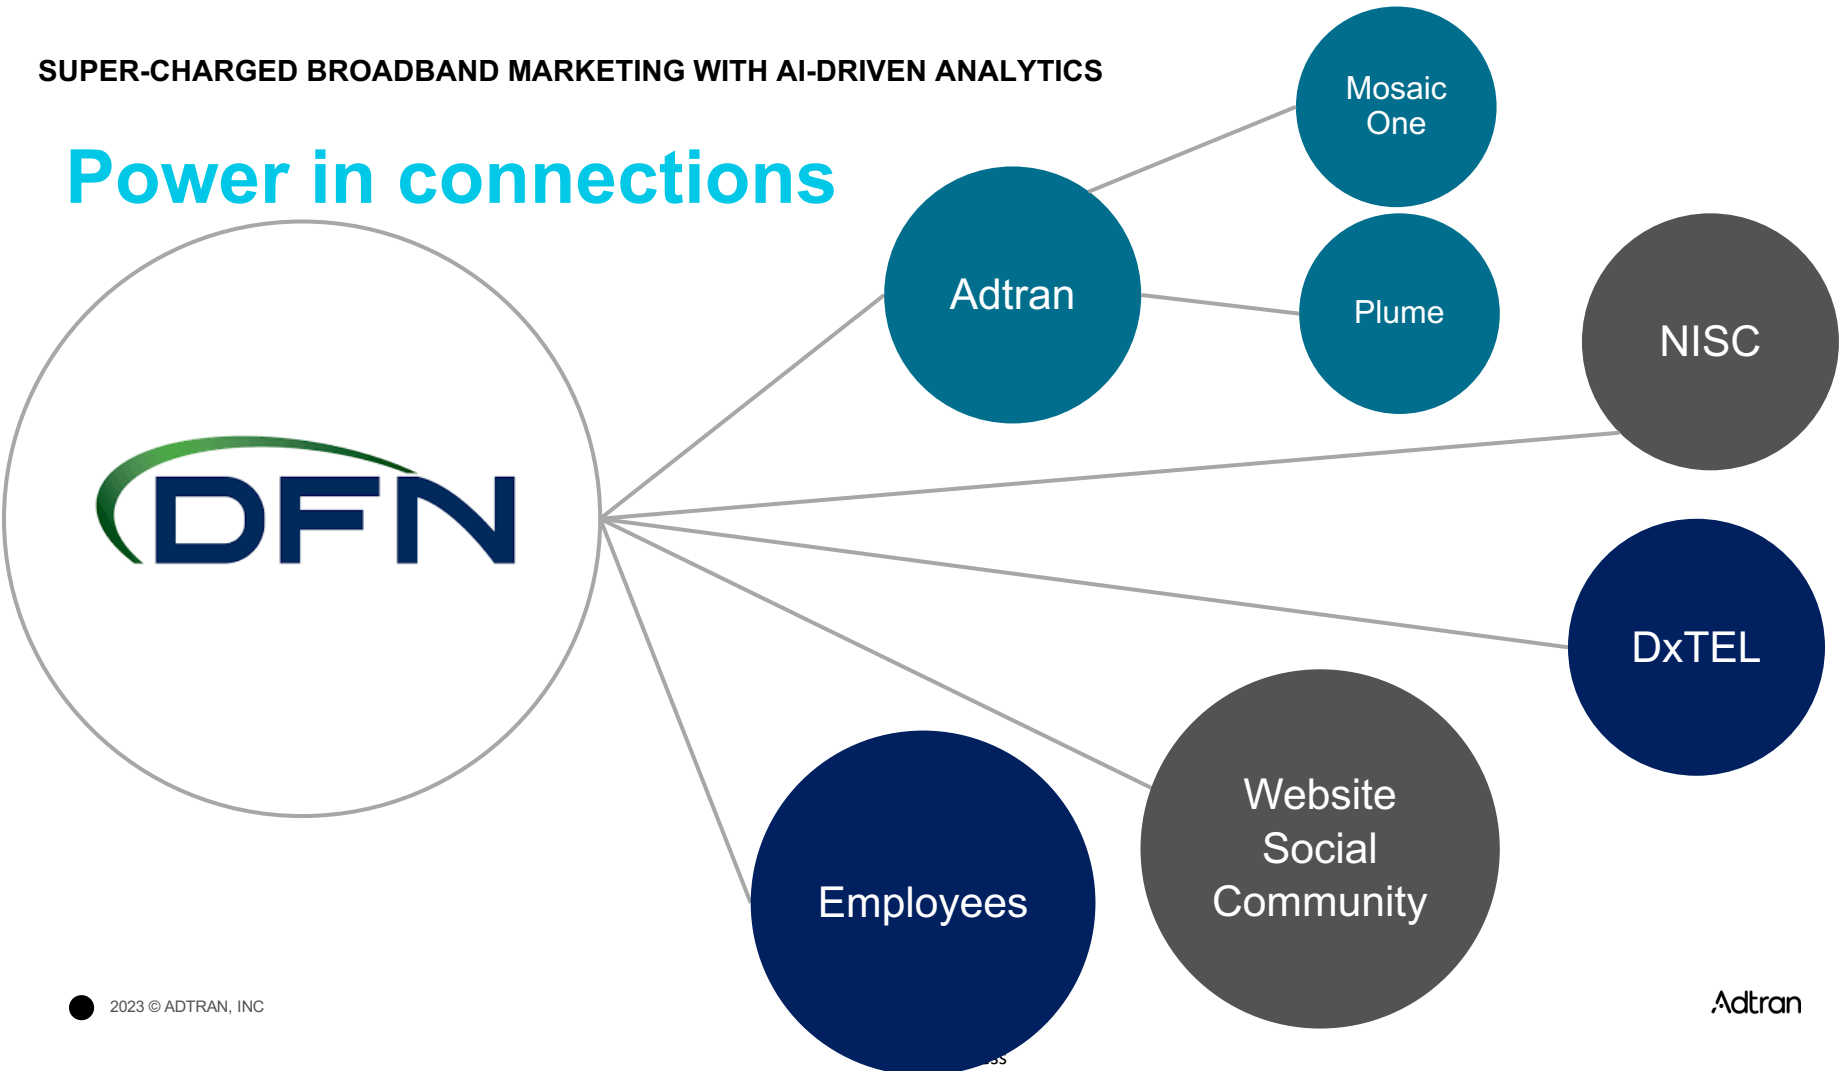 SUPER-CHARGED BROADBAND MARKETING WITH AI-DRIVEN ANALYTICS
Power in connections
Mosaic
One
Adtran
Plume
NISC
DFN
DxTEL
Website
Social
Community
Employees
2023 © ADTRAN, INC
Adtran